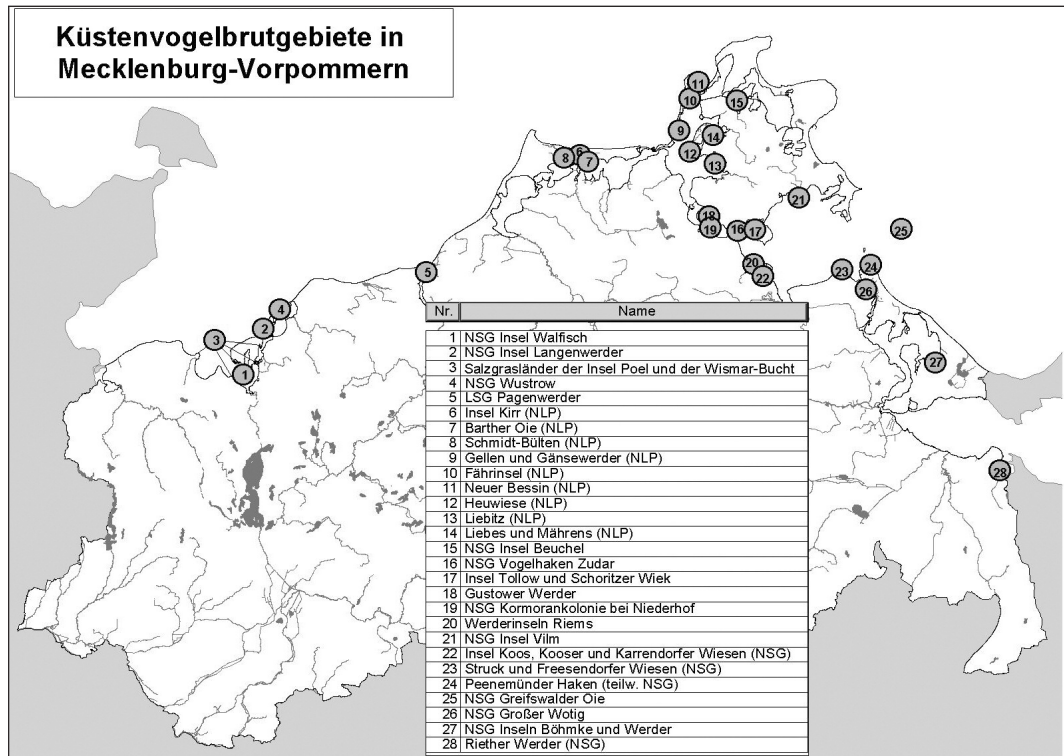 Küstenvogelbrutgebiete in
Mecklenburg-Vorpommern
11
10
15
9
14
12
13
6
8
7
21
18
19
16
17
25
20
22
24
23
26
5
4
2
3
1
27
28
Nr. Name
1 NSG Insel Walfisch
2 NSG Insel Langenwerder
3 Salzgrasländer der Insel Poel und der Wismar-Bucht
4 NSG Wustrow
5 LSG Pagenwerder
6 Insel Kirr (NLP)
7 Barther Oie (NLP)
8 Schmidt-Bülten (NLP)
9 Gellen und Gänsewerder (NLP)
10 Fährinsel (NLP)
11 Neuer Bessin (NLP)
12 Heuwiese (NLP)
13 Liebitz (NLP)
14 Liebes und Mährens (NLP)
15 NSG Insel Beuchel
16 NSG Vogelhaken Zudar
17 Insel Tollow und Schoritzer Wiek
18 Gustower Werder
19 NSG Kormorankolonie bei Niederhof
20 Werderinseln Riems
21 NSG Insel Vilm
22 Insel Koos, Kooser und Karrendorfer Wiesen (NSG)
23 Struck und Freesendorfer Wiesen (NSG)
24 Peenemünder Haken (teilw. NSG)
25 NSG Greifswalder Oie
26 NSG Großer Wotig
27 NSG Inseln Böhmke und Werder
28 Riether Werder (NSG)